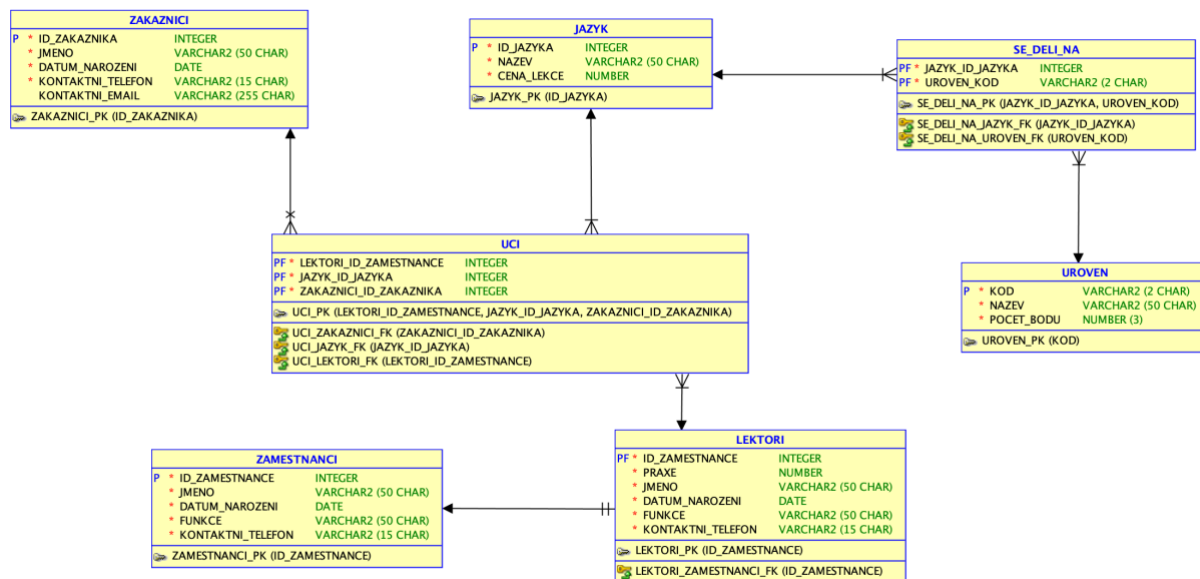 ZAKAZNICI
P * ID_ZAKAZNIKA INTEGER
* JMENO VARCHAR2 (50 CHAR)
* DATUM_NAROZENI DATE
* KONTAKTNI_TELEFON VARCHAR2 (15 CHAR)
KONTAKTNI_EMAIL VARCHAR2 (255 CHAR)
ZAKAZNICI_PK (ID_ZAKAZNIKA)
JAZYK
P * ID_JAZYKA INTEGER
* NAZEV VARCHAR2 (50 CHAR)
* CENA_LEKCE NUMBER
JAZYK_PK (ID_JAZYKA)
SE_DELI_NA
PF * JAZYK_ID_JAZYKA INTEGER
PF * UROVEN_KOD VARCHAR2 (2 CHAR)
SE_DELI_NA_PK (JAZYK_ID_JAZYKA, UROVEN_KOD)
SE_DELI_NA_JAZYK_FK (JAZYK_ID_JAZYKA)
SE_DELI_NA_UROVEN_FK (UROVEN_KOD)
UCI
PF * LEKTORI_ID_ZAMESTNANCE INTEGER
PF * JAZYK_ID_JAZYKA INTEGER
PF * ZAKAZNICI_ID_ZAKAZNIKA INTEGER
UCI_PK (LEKTORI_ID_ZAMESTNANCE, JAZYK_ID_JAZYKA, ZAKAZNICI_ID_ZAKAZNIKA)
UCI_ZAKAZNICI_FK (ZAKAZNICI_ID_ZAKAZNIKA)
UCI_JAZYK_FK (JAZYK_ID_JAZYKA)
UCI_LEKTORI_FK (LEKTORI_ID_ZAMESTNANCE)
UROVEN
P * KOD VARCHAR2 (2 CHAR)
* NAZEV VARCHAR2 (50 CHAR)
* POCET_BODU NUMBER (3)
UROVEN_PK (KOD)
ZAMESTNANCI
P * ID_ZAMESTNANCE INTEGER
* JMENO VARCHAR2 (50 CHAR)
* DATUM_NAROZENI DATE
* FUNKCE VARCHAR2 (50 CHAR)
* KONTAKTNI_TELEFON VARCHAR2 (15 CHAR)
ZAMESTNANCI_PK (ID_ZAMESTNANCE)
LEKTORI
PF * ID_ZAMESTNANCE INTEGER
* PRAXE NUMBER
* JMENO VARCHAR2 (50 CHAR)
* DATUM_NAROZENI DATE
* FUNKCE VARCHAR2 (50 CHAR)
* KONTAKTNI_TELEFON VARCHAR2 (15 CHAR)
LEKTORI_PK (ID_ZAMESTNANCE)
LEKTORI_ZAMESTNANCI_FK (ID_ZAMESTNANCE)